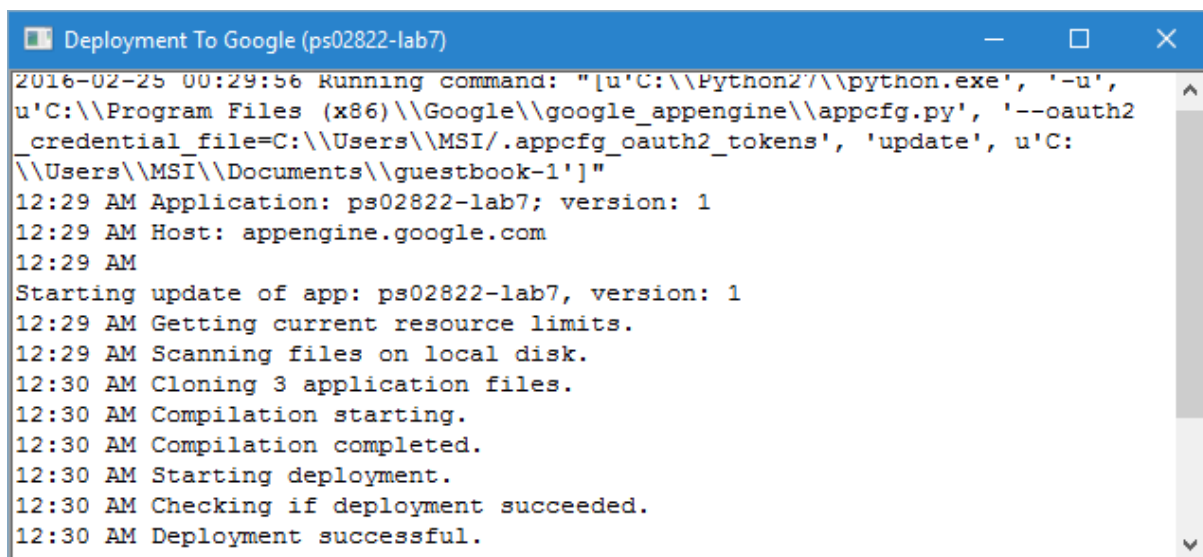 Deployment To Google (ps02822-lab7)
2016-02-25 00:29:56 Running command: "[u'C:\\Python27\\python.exe', '-u',
u'C:\\Program Files (x86)\\Google\\google_appengine\\appcfg.py', '--oauth2
_credential_file=C:\\Users\\MSI/.appcfg_oauth2_tokens', 'update', u'C:
\\Users\\MSI\\Documents\\guestbook-1']"
12:29 AM Application: ps02822-lab7; version: 1
12:29 AM Host: appengine.google.com
12:29 AM
Starting update of app: ps02822-lab7, version: 1
12:29 AM Getting current resource limits.
12:29 AM Scanning files on local disk.
12:30 AM Cloning 3 application files.
12:30 AM Compilation starting.
12:30 AM Compilation completed.
12:30 AM Starting deployment.
12:30 AM Checking if deployment succeeded.
12:30 AM Deployment successful.